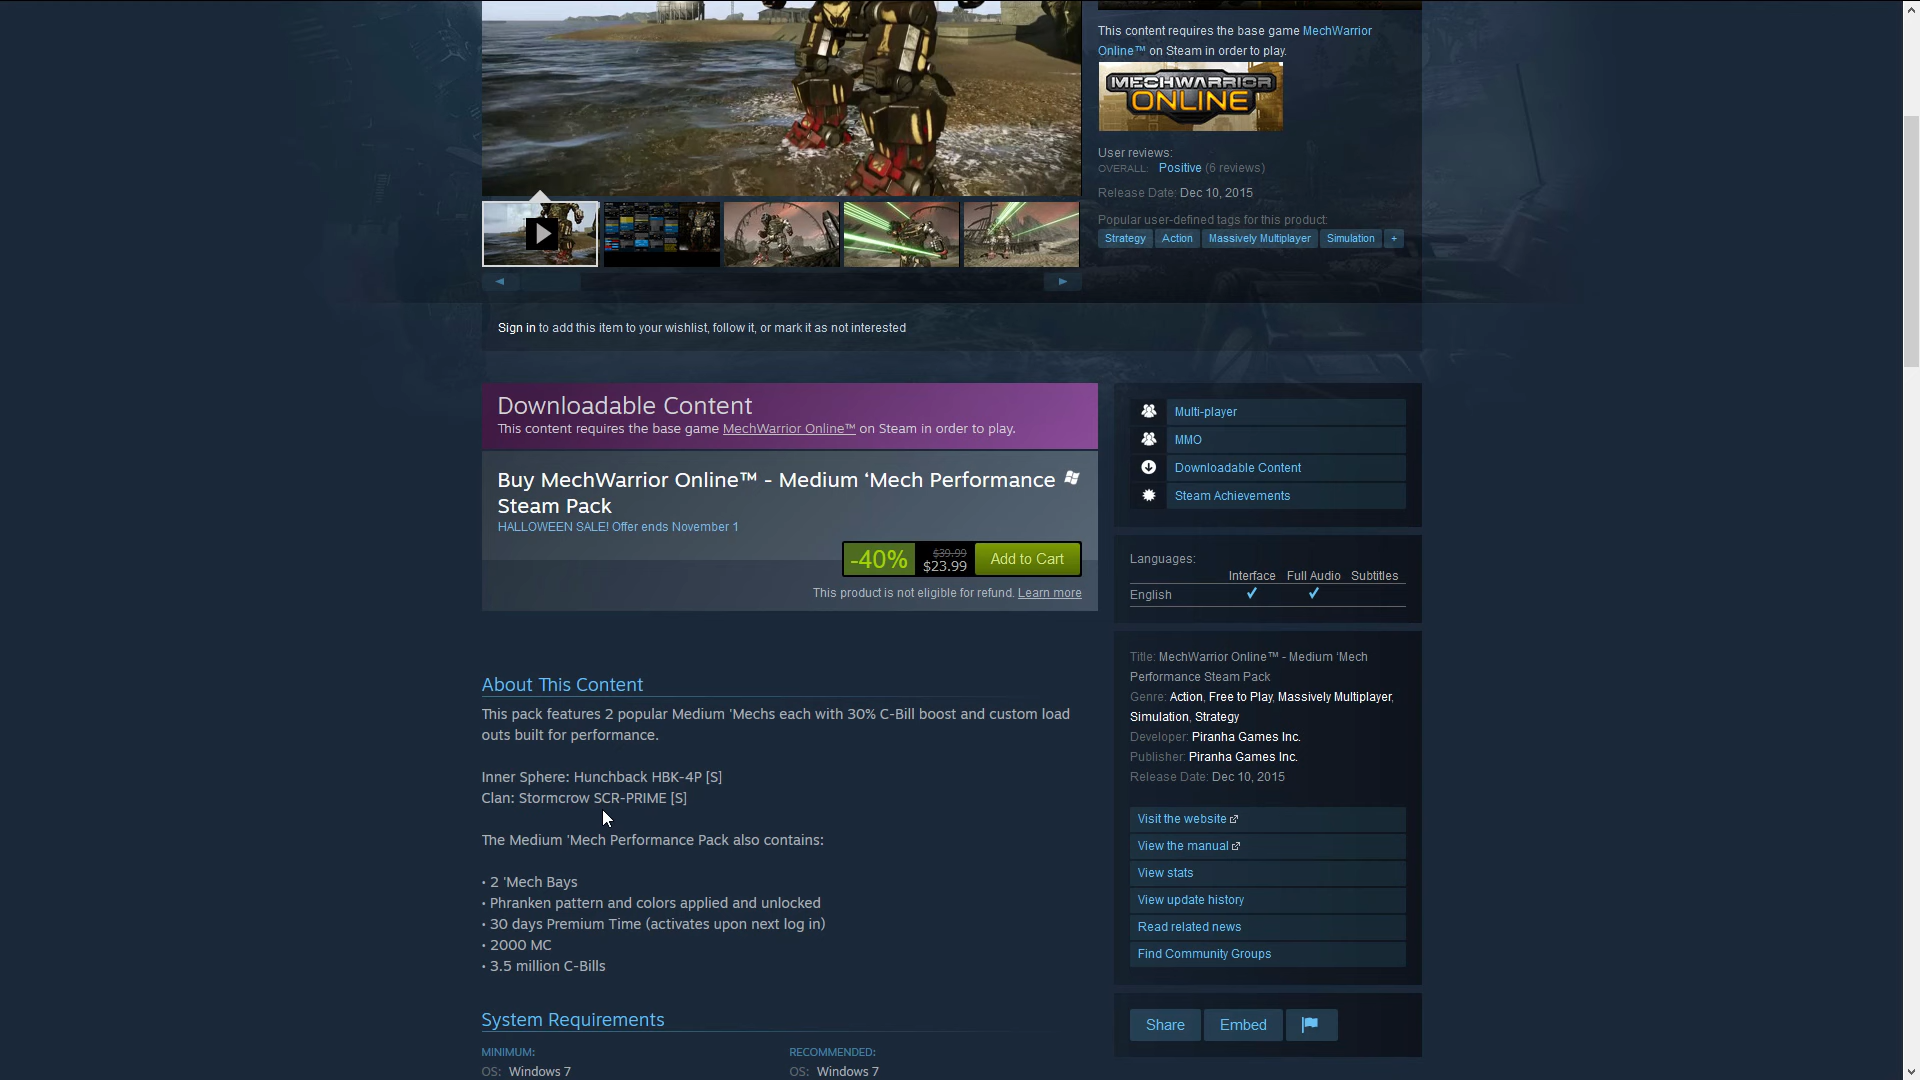 This content requires the base game MechWarrior
Online™ on Steam in order to play.
MECHWARRIOR
ONLINE™
User reviews:
OVERALL: Positive (6 reviews)
Release Date: Dec 10, 2015
Popular user-defined tags for this product:
Strategy Action Massively Multiplayer Simulation +
Sign in to add this item to your wishlist, follow it, or mark it as not interested
Downloadable Content
This content requires the base game MechWarrior Online™ on Steam in order to play.
Buy MechWarrior Online™ - Medium ‘Mech Performance
Steam Pack
HALLOWEEN SALE! Offer ends November 1
-40%
$39.99
$23.99
Add to Cart
This product is not eligible for refund. Learn more
Multi-player
MMO
Downloadable Content
Steam Achievements
Languages:
Interface Full Audio Subtitles
English ✓ ✓
About This Content
This pack features 2 popular Medium 'Mechs each with 30% C-Bill boost and custom load
outs built for performance.
Inner Sphere: Hunchback HBK-4P [S]
Clan: Stormcrow SCR-PRIME [S]
The Medium 'Mech Performance Pack also contains:
• 2 'Mech Bays
• Phranken pattern and colors applied and unlocked
• 30 days Premium Time (activates upon next log in)
• 2000 MC
• 3.5 million C-Bills
System Requirements
MINIMUM:
OS: Windows 7
RECOMMENDED:
OS: Windows 7
Title: MechWarrior Online™ - Medium ‘Mech
Performance Steam Pack
Genre: Action, Free to Play, Massively Multiplayer,
Simulation, Strategy
Developer: Piranha Games Inc.
Publisher: Piranha Games Inc.
Release Date: Dec 10, 2015
Visit the website
View the manual
View stats
View update history
Read related news
Find Community Groups
Share Embed